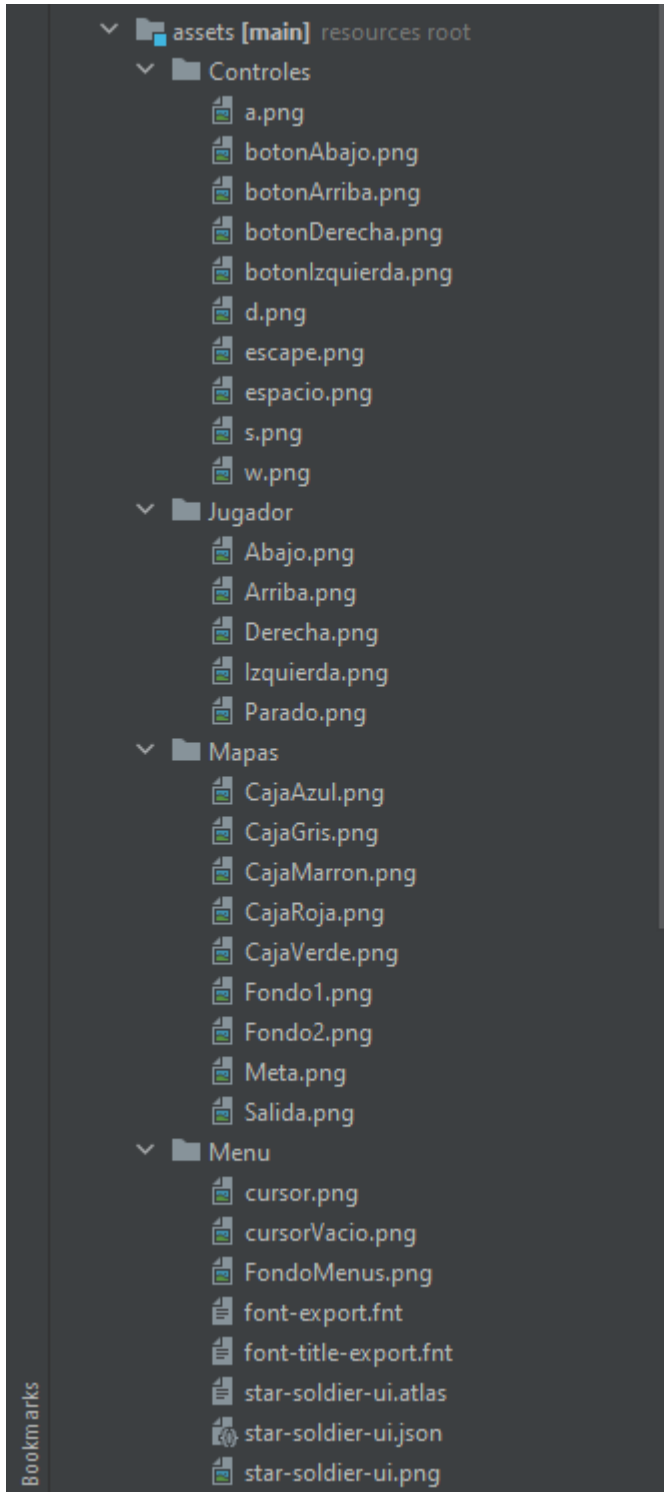 assets [main] resources root
Controles
a.png
botonAbajo.png
botonArriba.png
botonDerecha.png
botonIzquierda.png
d.png
escape.png
espacio.png
s.png
w.png
Jugador
Abajo.png
Arriba.png
Derecha.png
Izquierda.png
Parado.png
Mapas
CajaAzul.png
CajaGris.png
CajaMarron.png
CajaRoja.png
CajaVerde.png
Fondo1.png
Fondo2.png
Meta.png
Salida.png
Menu
cursor.png
cursorVacio.png
FondoMenus.png
font-export.fnt
font-title-export.fnt
star-soldier-ui.atlas
star-soldier-ui.json
star-soldier-ui.png
Bookmarks